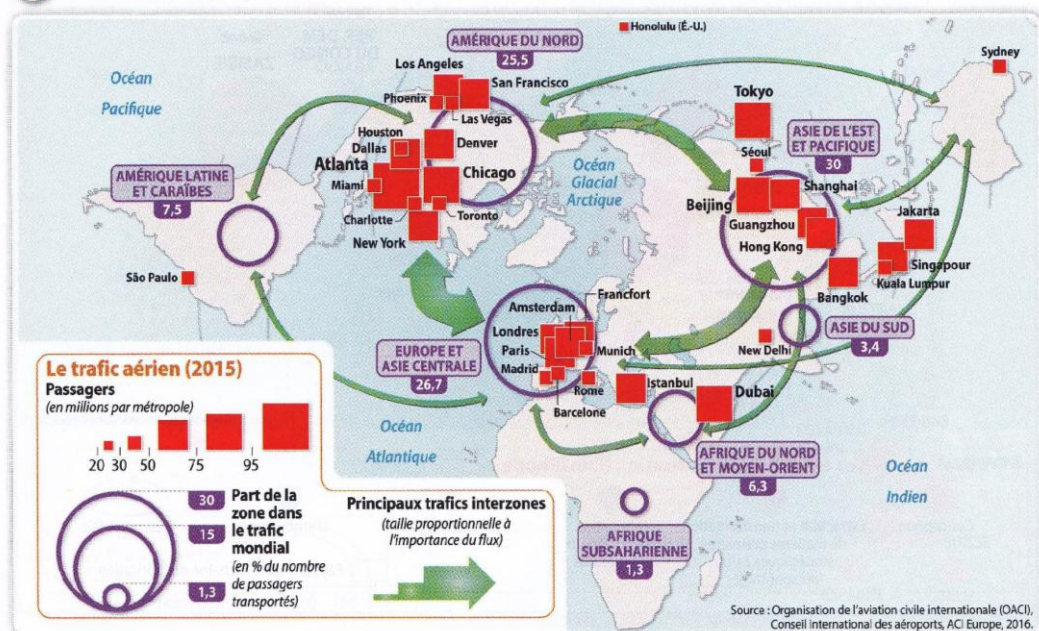 Honolulu (É.-U.)
AMÉRIQUE DU NORD
25,5
Sydney
Océan
Pacifique
Los Angeles
San Francisco
Phoenix
Las Vegas
Tokyo
Houston
Dallas
Denver
ASIE DE L'EST
ET PACIFIQUE
30
Séoul
Atlanta
Chicago
Océan
Glacial
Arctique
AMÉRIQUE LATINE
ET CARAÏBES
7,5
Miami
Shanghai
Beijing
Jakarta
Charlotte
Toronto
Guangzhou
New York
Hong Kong
Singapour
São Paulo
Kuala Lumpur
Bangkok
Francfort
Amsterdam
Londres
EUROPE ET
ASIE CENTRALE
26,7
Paris
Munich
New Delhi
ASIE DU SUD
3,4
Madrid
Rome
Istanbul
Dubai
Barcelone
Océan
Atlantique
AFRIQUE DU NORD
ET MOYEN-ORIENT
6,3
Océan
Indien
AFRIQUE
SUBSAHARIENNE
1,3
Le trafic aérien (2015)
Passagers
(en millions par métropole)
20 30 50 75 95
30
15
1,3
Part de la
zone dans
le trafic
mondial
(en % du nombre
de passagers
transportés)
Principaux trafics interzones
(taille proportionnelle à
l'importance du flux)
Source : Organisation de l'aviation civile internationale (OACI),
Conseil international des aéroports, ACI Europe, 2016.